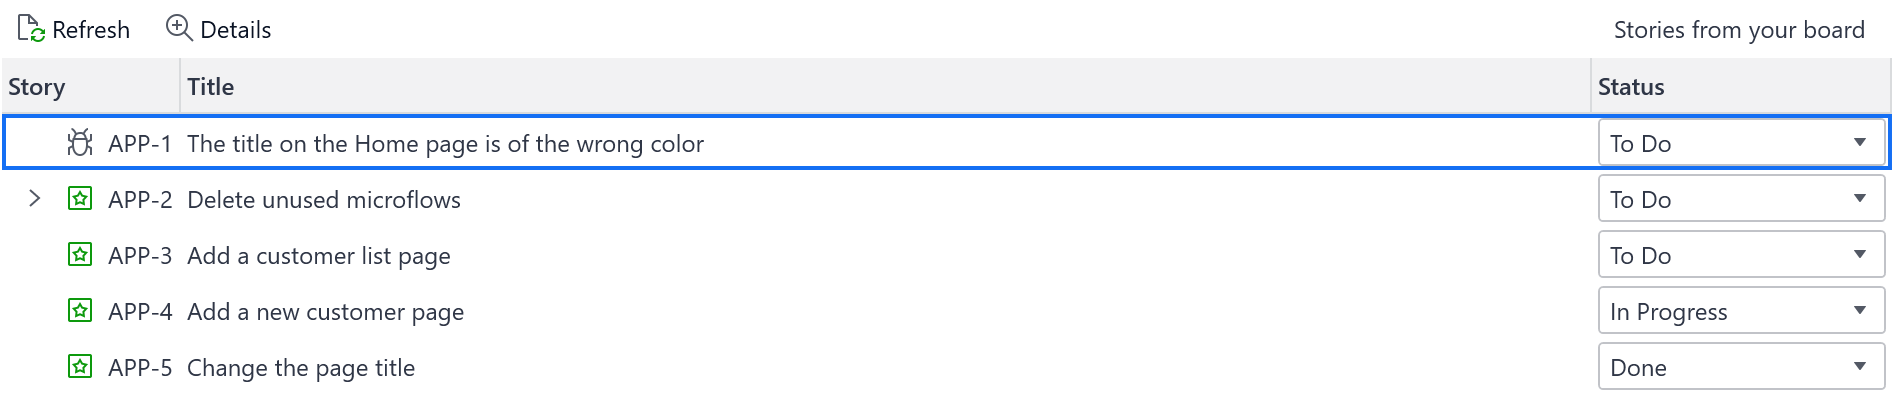 Refresh Details Stories from your board
Story Title Status
APP-1 The title on the Home page is of the wrong color To Do
APP-2 Delete unused microflows To Do
APP-3 Add a customer list page To Do
APP-4 Add a new customer page In Progress
APP-5 Change the page title Done